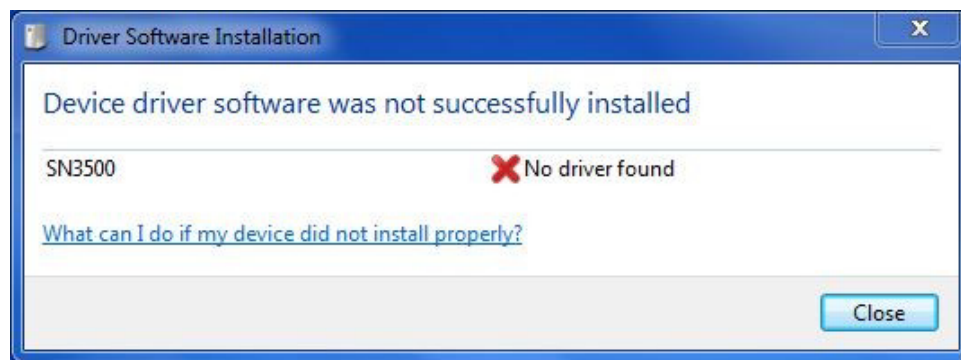 Driver Software Installation
X
Device driver software was not successfully installed
SN3500 No driver found
What can I do if my device did not install properly?
Close